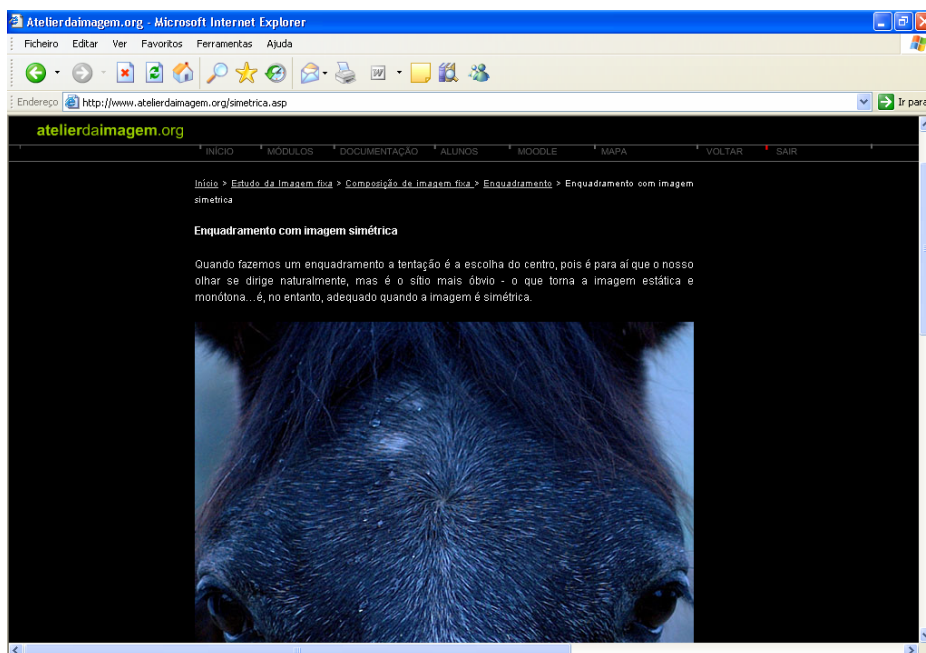 Atelierdaimagem.org - Microsoft Internet Explorer
Ficheiro Editar Ver Favoritos Ferramentas Ajuda
Endereço http://www.atelierdaimagem.org/simetrica.asp Ir para
atelierdaimagem.org
INÍCIO MÓDULOS DOCUMENTAÇÃO ALUNOS MOODLE MAPA VOLTAR SAIR
Início > Estudo da Imagem fixa > Composição de imagem fixa > Enquadramento > Enquadramento com imagem
simetrica
Enquadramento com imagem simétrica
Quando fazemos um enquadramento a tentação é a escolha do centro, pois é para aí que o nosso
olhar se dirige naturalmente, mas é o sítio mais óbvio - o que torna a imagem estática e
monótona...é, no entanto, adequado quando a imagem é simétrica.